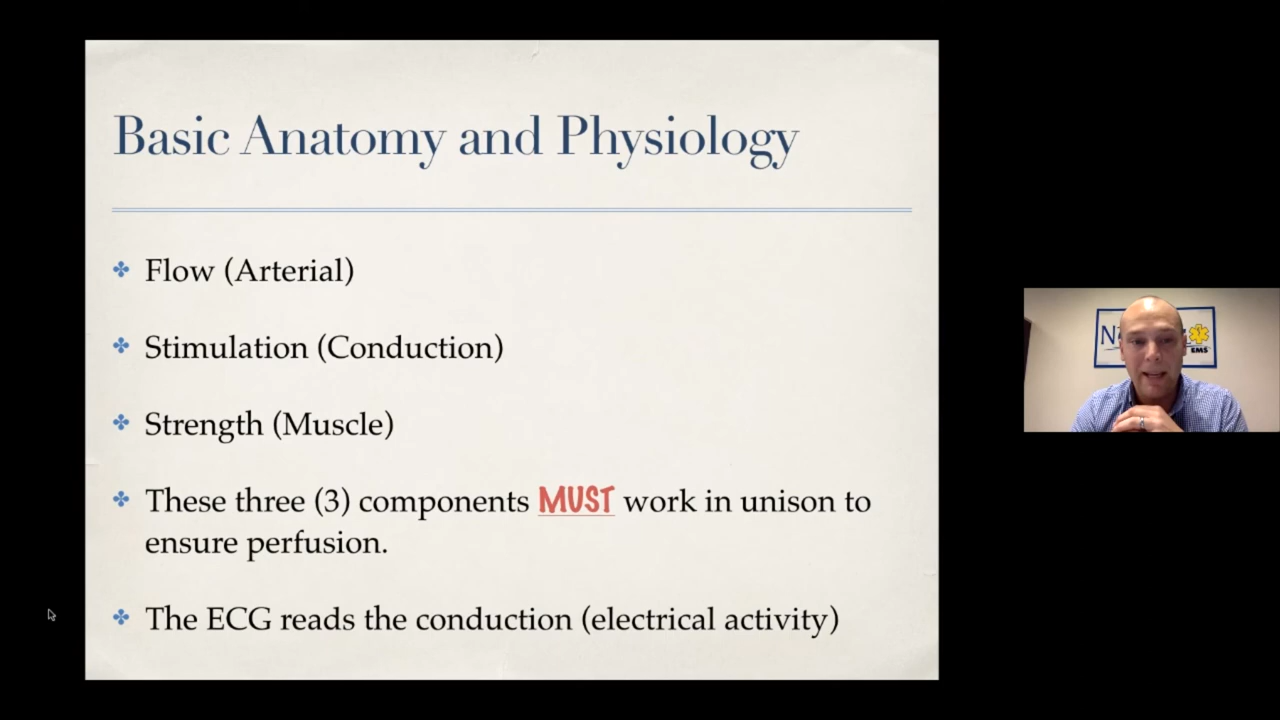 Basic Anatomy and Physiology
Flow (Arterial)
Stimulation (Conduction)
Strength (Muscle)
These three (3) components MUST work in unison to
ensure perfusion.
The ECG reads the conduction (electrical activity)
EMS